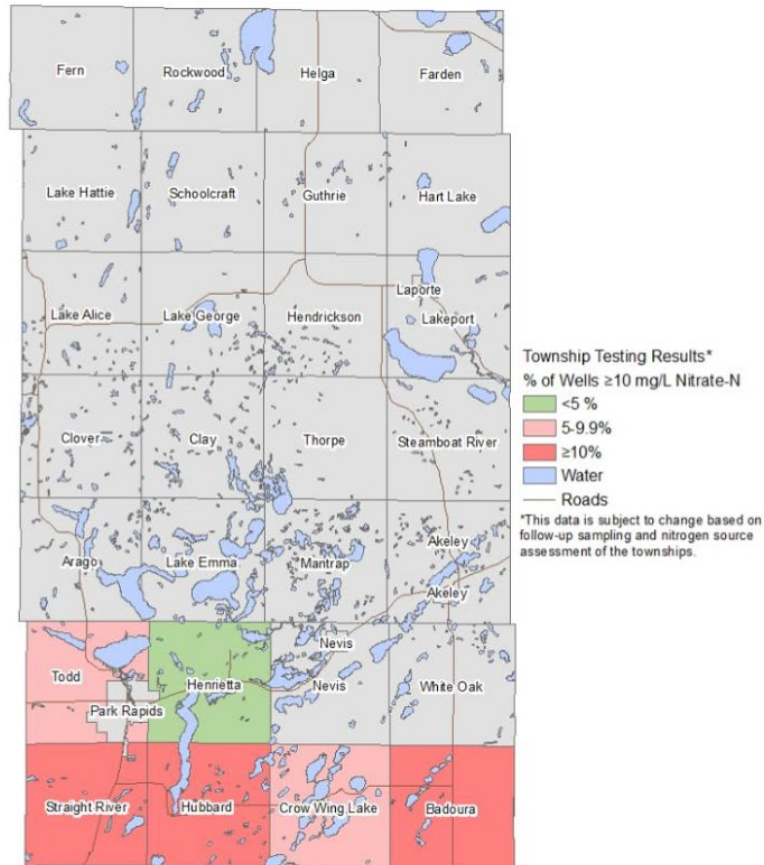 Fern
Rockwood
Helga
Farden
Lake Hattie
Schoolcraft
Guthrie
Hart Lake
Laporte
Lake Alice
Lake George
Hendrickson
Lakeport
Township Testing Results*
% of Wells ≥10 mg/L Nitrate-N
<5 %
5-9.9%
≥10%
Water
Roads
*This data is subject to change based on
follow-up sampling and nitrogen source
assessment of the townships.
Clover
Clay
Thorpe
Steamboat River
Akeley
Arago
Lake Emma
Mantrap
Akeley
Nevis
Todd
Henrietta
Nevis
White Oak
Park Rapids
Straight River
Hubbard
Crow Wing Lake
Badoura